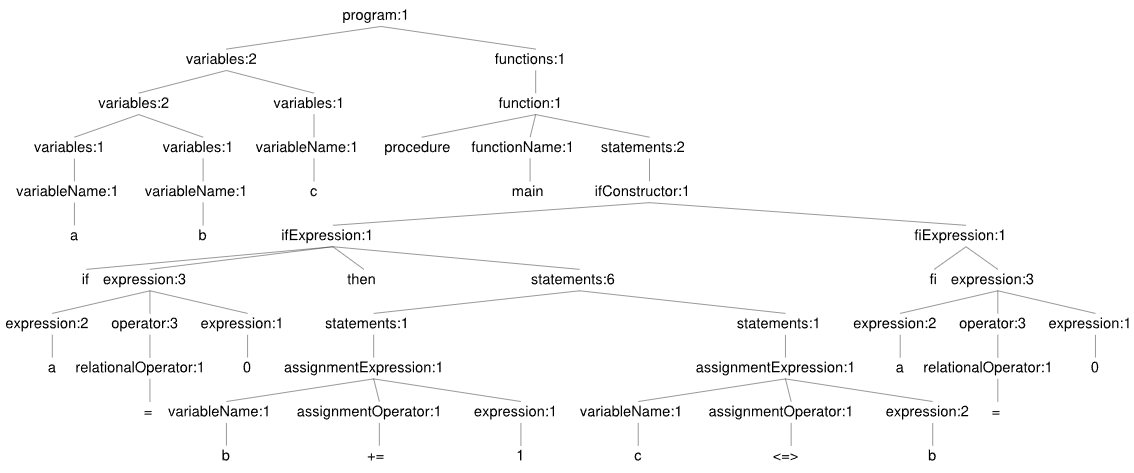 program:1
variables:2 functions:1
variables:2 variables:1 function:1
variables:1 variables:1 variableName:1 procedure functionName:1 statements:2
variableName:1 variableName:1 c main ifConstructor:1
a b ifExpression:1 fiExpression:1
if expression:3 then statements:6 fi expression:3
expression:2 operator:3 expression:1 statements:1 statements:1 expression:2 operator:3 expression:1
a relationalOperator:1 0 assignmentExpression:1 assignmentExpression:1 a relationalOperator:1 0
= variableName:1 assignmentOperator:1 expression:1 variableName:1 assignmentOperator:1 expression:2 =
b += 1 c <=> b